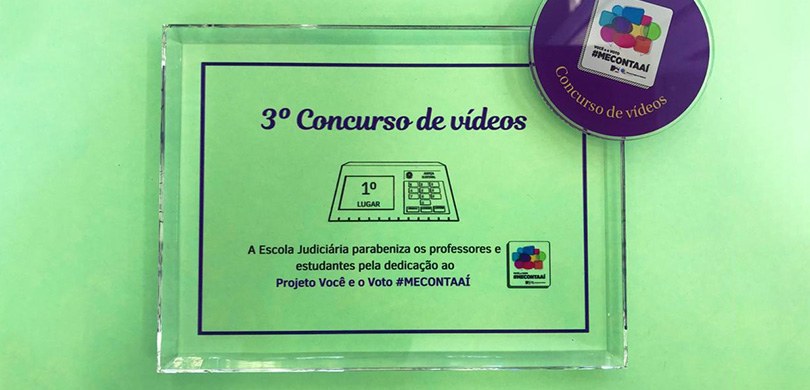 VOCÊ E O VOTO
#MECONTAAÍ
Concurso de vídeos
3º Concurso de vídeos
1º
LUGAR
JUSTIÇA
ELEITORAL
A Escola Judiciária parabeniza os professores e
estudantes pela dedicação ao
Projeto Você e o Voto #MECONTAAÍ
#MECONTAAÍ